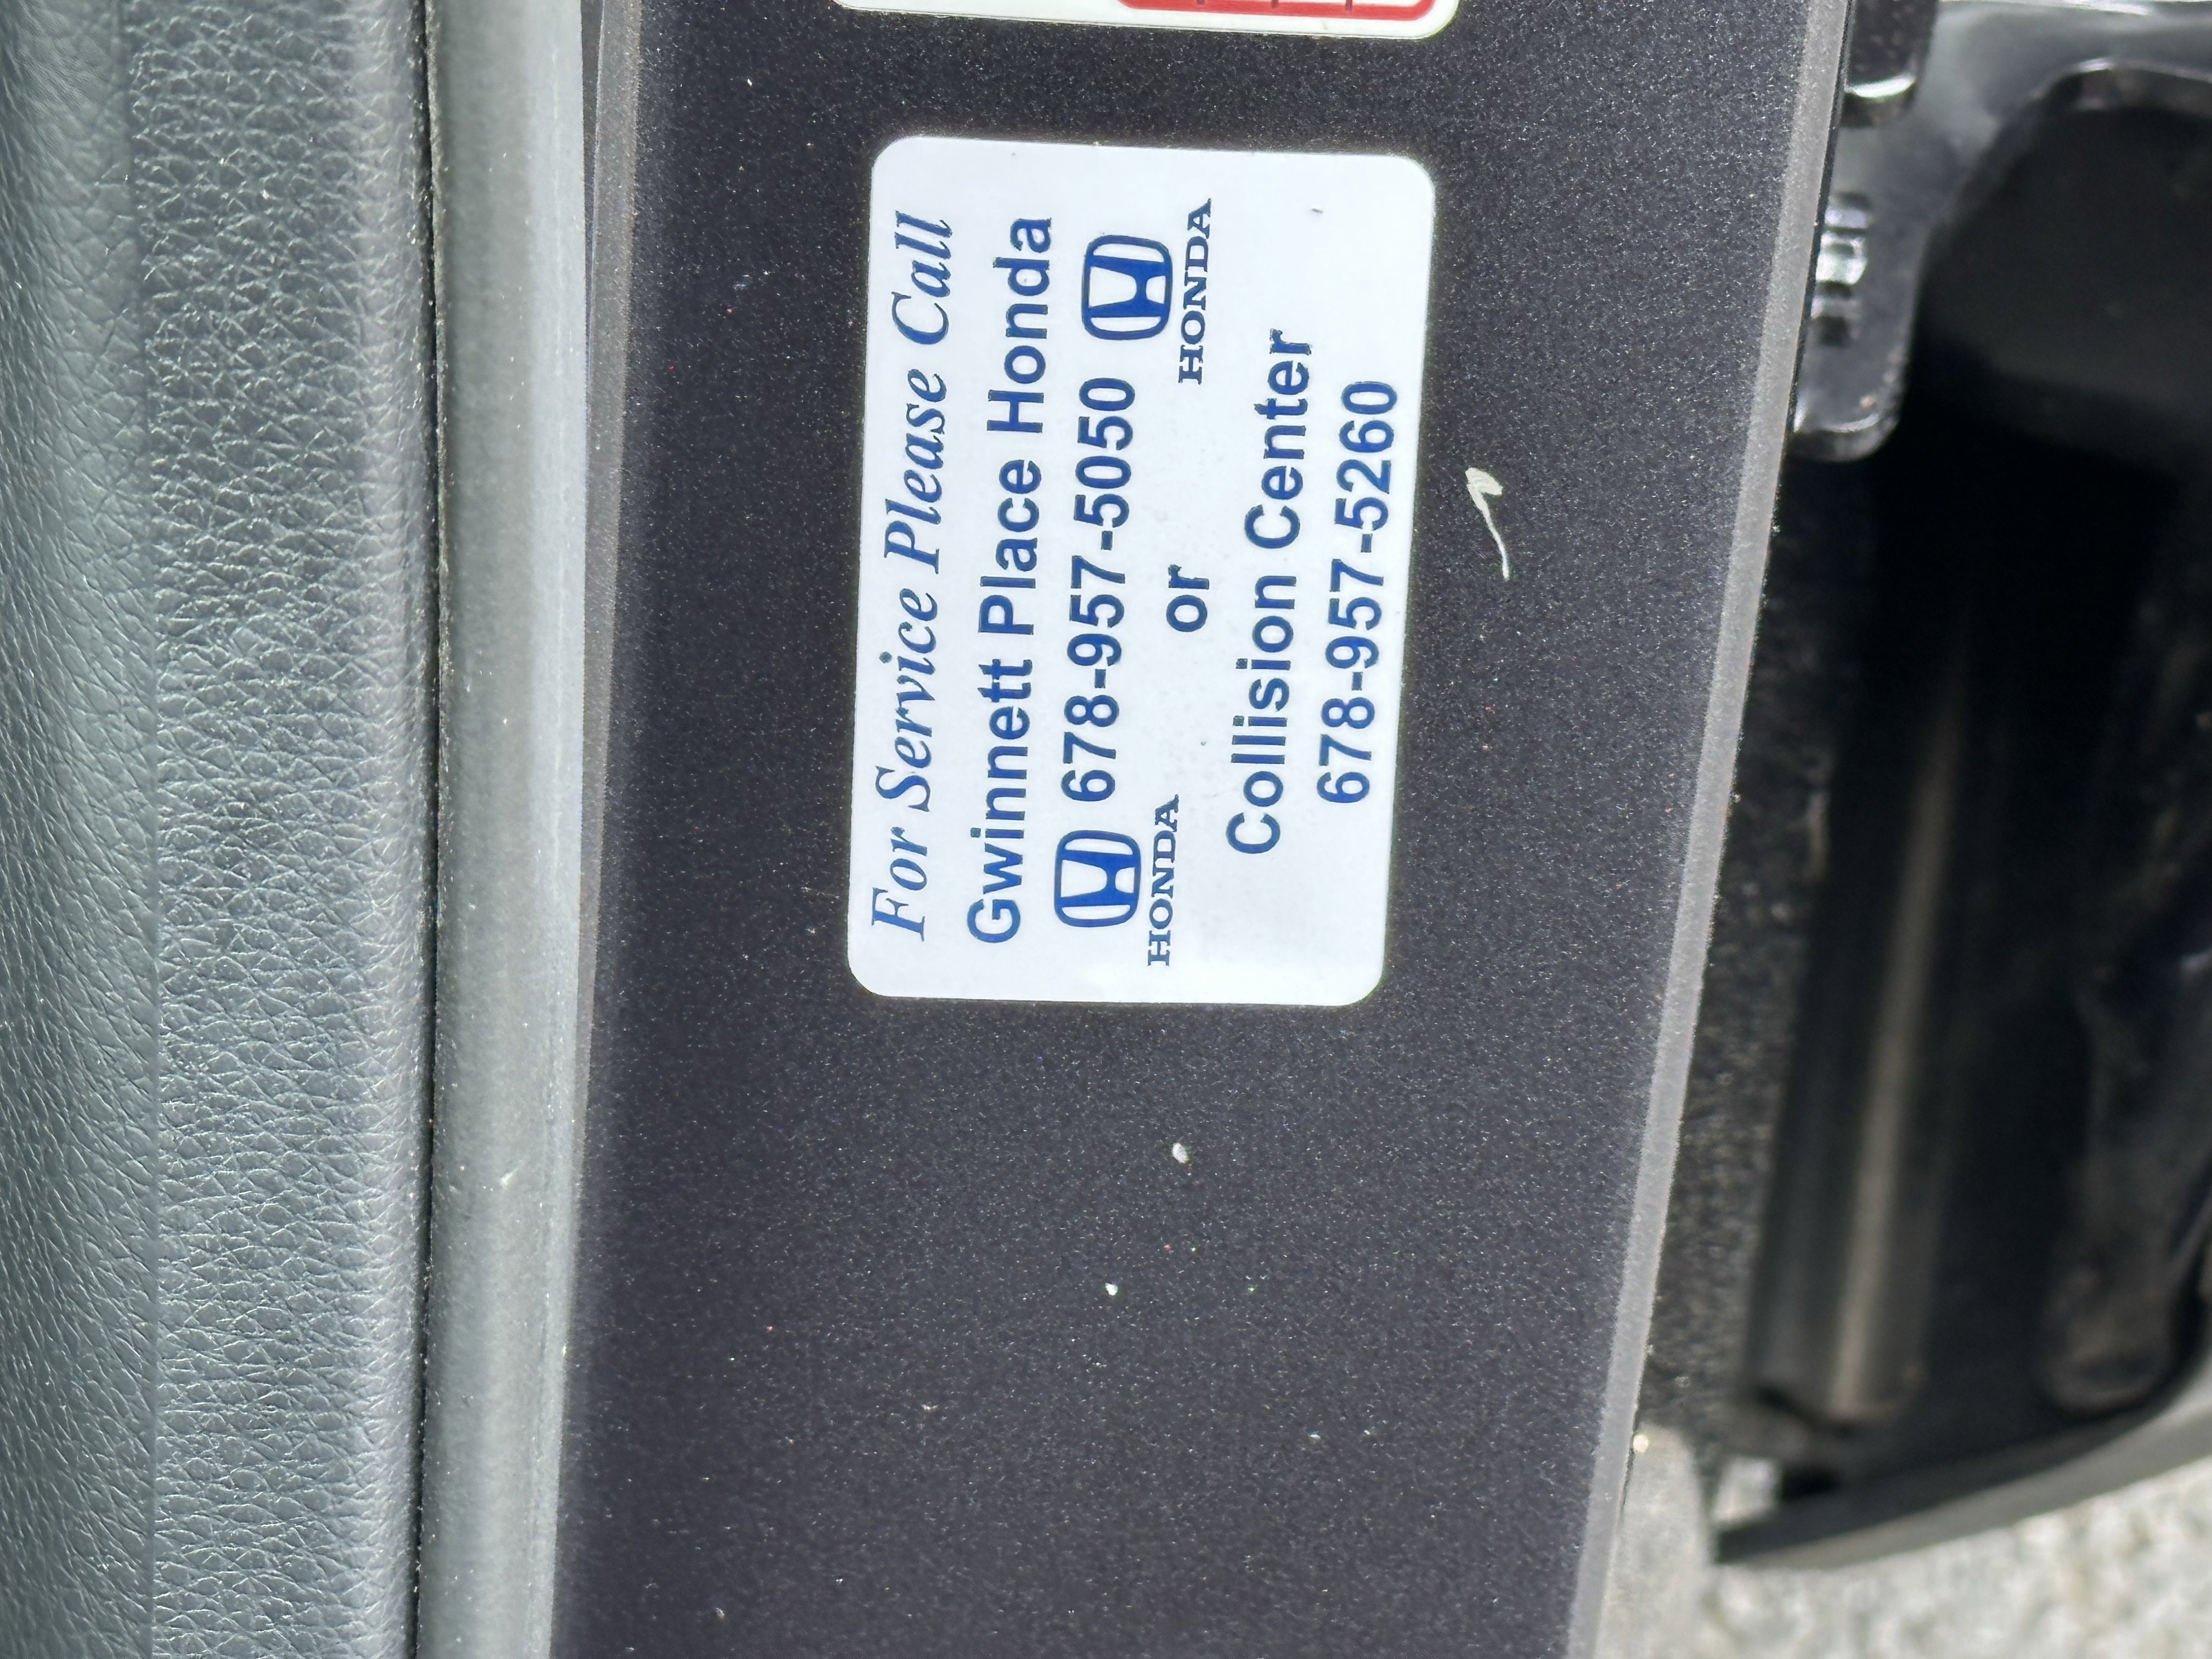 For Service Please Call
Gwinnett Place Honda
678-957-5050
HONDA HONDA
or
Collision Center
678-957-5260